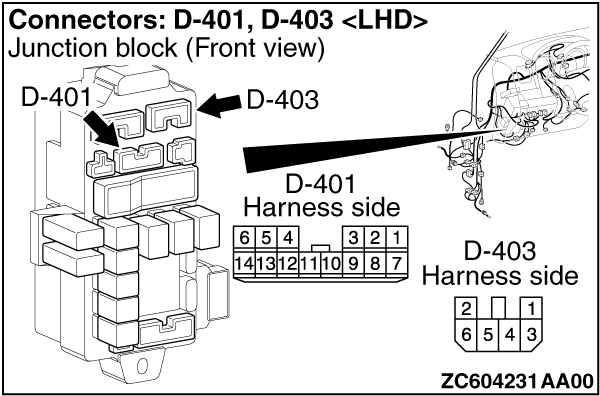 Connectors: D-401, D-403 <LHD>
Junction block (Front view)
D-401
D-403
D-401
Harness side
6 5 4 3 2 1
14 13 12 11 10 9 8 7
D-403
Harness side
2 1
6 5 4 3
ZC604231AA00